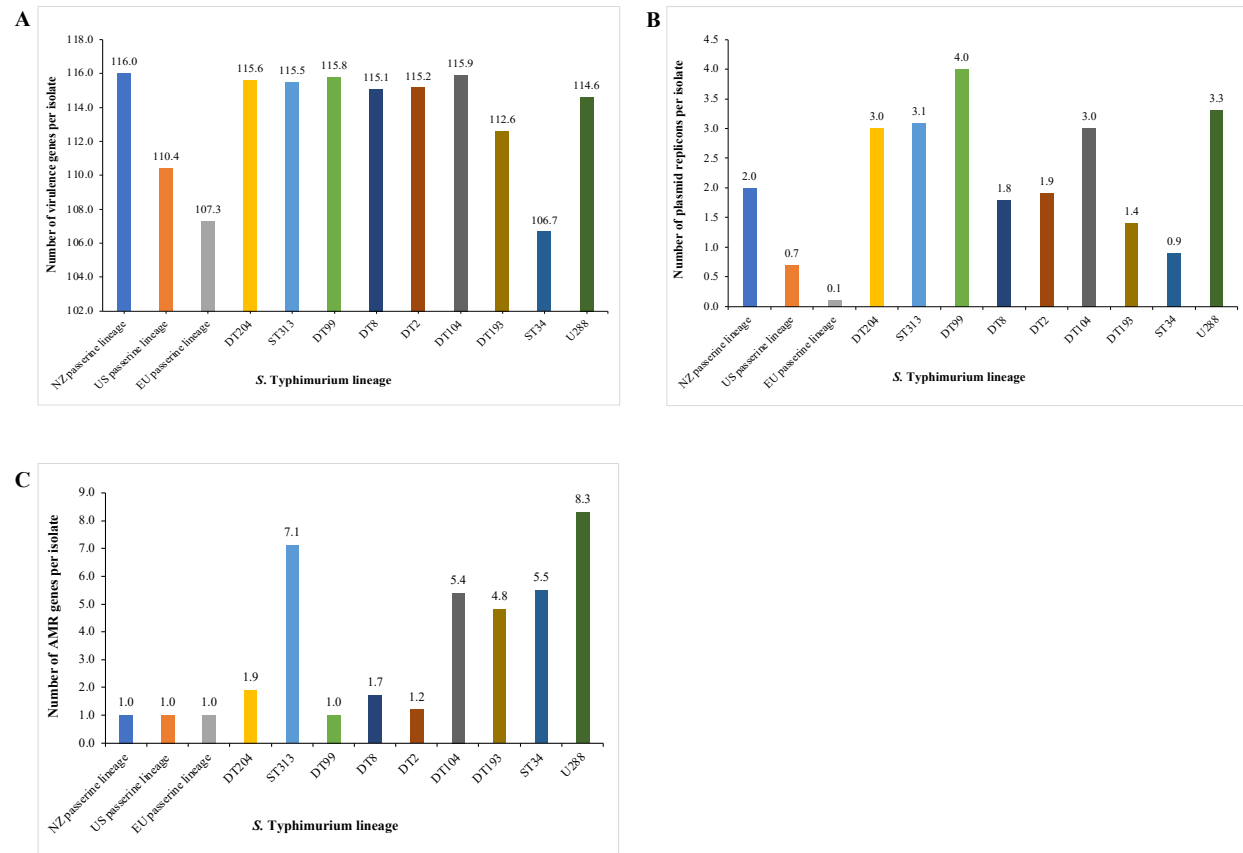 A
Number of virulence genes per isolate
118.0
116.0
114.0
112.0
110.0
108.0
106.0
104.0
102.0
116.0
110.4
107.3
115.6
115.5
115.8
115.1
115.2
115.9
112.6
106.7
114.6
NZ passerine lineage
US passerine lineage
EU passerine lineage
DT204
ST313
DT99
DT8
DT2
DT104
DT193
ST34
U288
S. Typhimurium lineage
B
Number of plasmid replicons per isolate
4.5
4.0
3.5
3.0
2.5
2.0
1.5
1.0
0.5
0.0
2.0
0.7
0.1
3.0
3.1
4.0
1.8
1.9
3.0
1.4
0.9
3.3
NZ passerine lineage
US passerine lineage
EU passerine lineage
DT204
ST313
DT99
DT8
DT2
DT104
DT193
ST34
U288
S. Typhimurium lineage
C
Number of AMR genes per isolate
9.0
8.0
7.0
6.0
5.0
4.0
3.0
2.0
1.0
0.0
1.0
1.0
1.0
1.9
7.1
1.0
1.7
1.2
5.4
4.8
5.5
8.3
NZ passerine lineage
US passerine lineage
EU passerine lineage
DT204
ST313
DT99
DT8
DT2
DT104
DT193
ST34
U288
S. Typhimurium lineage